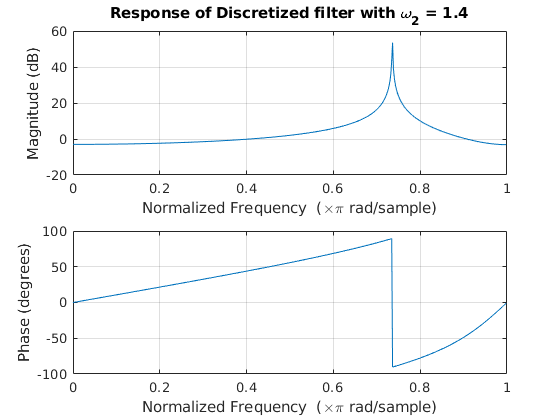 Response of Discretized filter with ω2 = 1.4
60
40
20
0
-20
Magnitude (dB)
0 0.2 0.4 0.6 0.8 1
Normalized Frequency (×π rad/sample)
100
50
0
-50
-100
Phase (degrees)
0 0.2 0.4 0.6 0.8 1
Normalized Frequency (×π rad/sample)